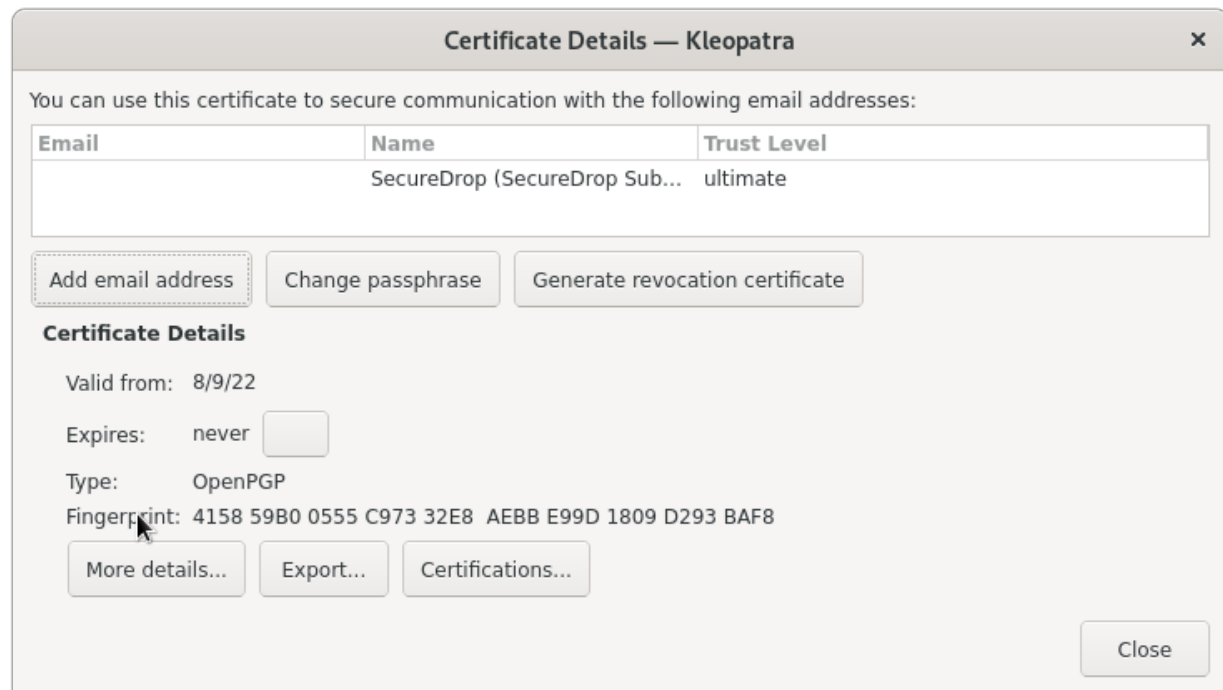 Certificate Details — Kleopatra
You can use this certificate to secure communication with the following email addresses:
Email Name Trust Level
SecureDrop (SecureDrop Sub... ultimate
Add email address Change passphrase Generate revocation certificate
Certificate Details
Valid from: 8/9/22
Expires: never
Type: OpenPGP
Fingerprint: 4158 59B0 0555 C973 32E8  AEBB E99D 1809 D293 BAF8
More details... Export... Certifications...
Close